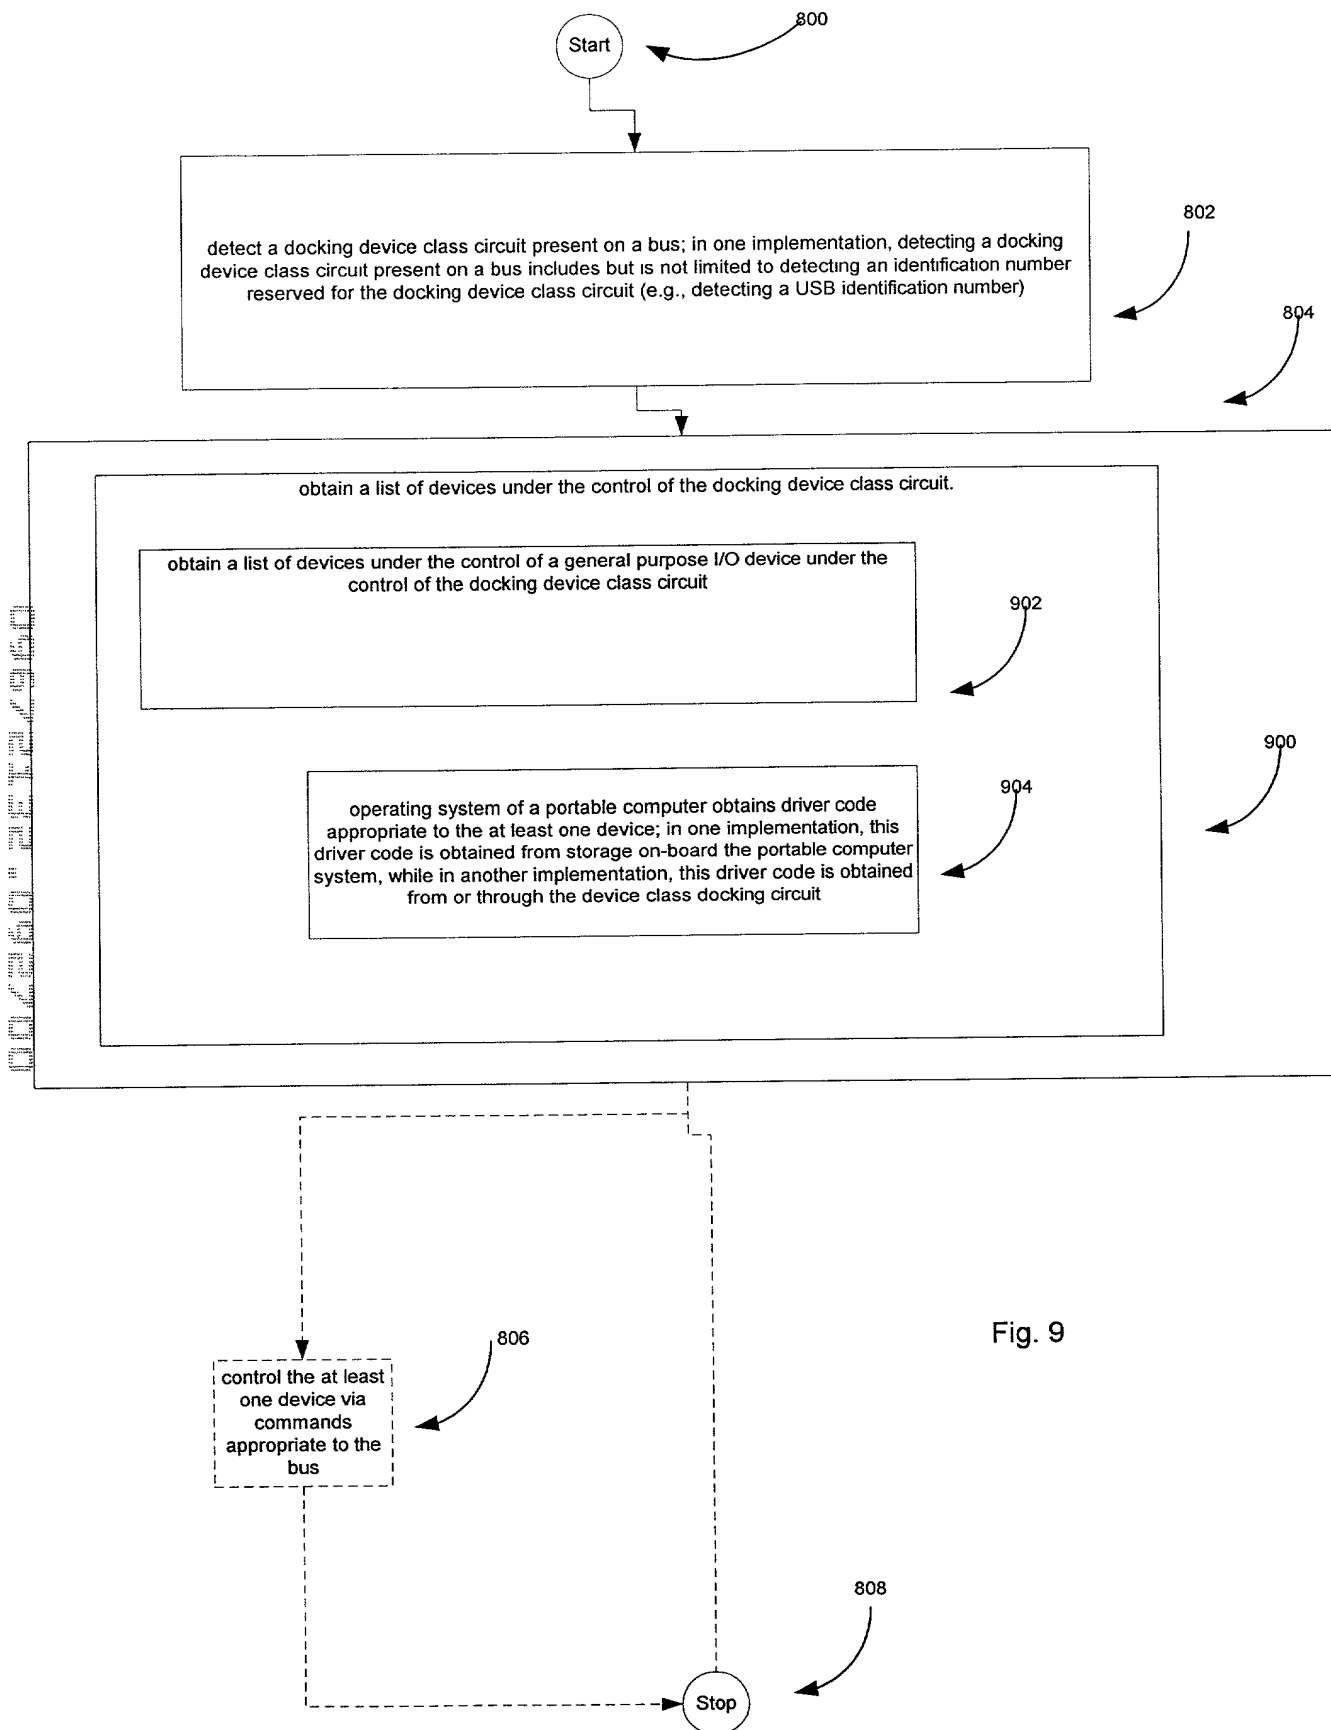 800
Start
802
detect a docking device class circuit present on a bus; in one implementation, detecting a docking
device class circuit present on a bus includes but is not limited to detecting an identification number
reserved for the docking device class circuit (e.g., detecting a USB identification number)
804
obtain a list of devices under the control of the docking device class circuit.
obtain a list of devices under the control of a general purpose I/O device under the
control of the docking device class circuit
902
900
904
operating system of a portable computer obtains driver code
appropriate to the at least one device; in one implementation, this
driver code is obtained from storage on-board the portable computer
system, while in another implementation, this driver code is obtained
from or through the device class docking circuit
Fig. 9
806
control the at least
one device via
commands
appropriate to the
bus
808
Stop